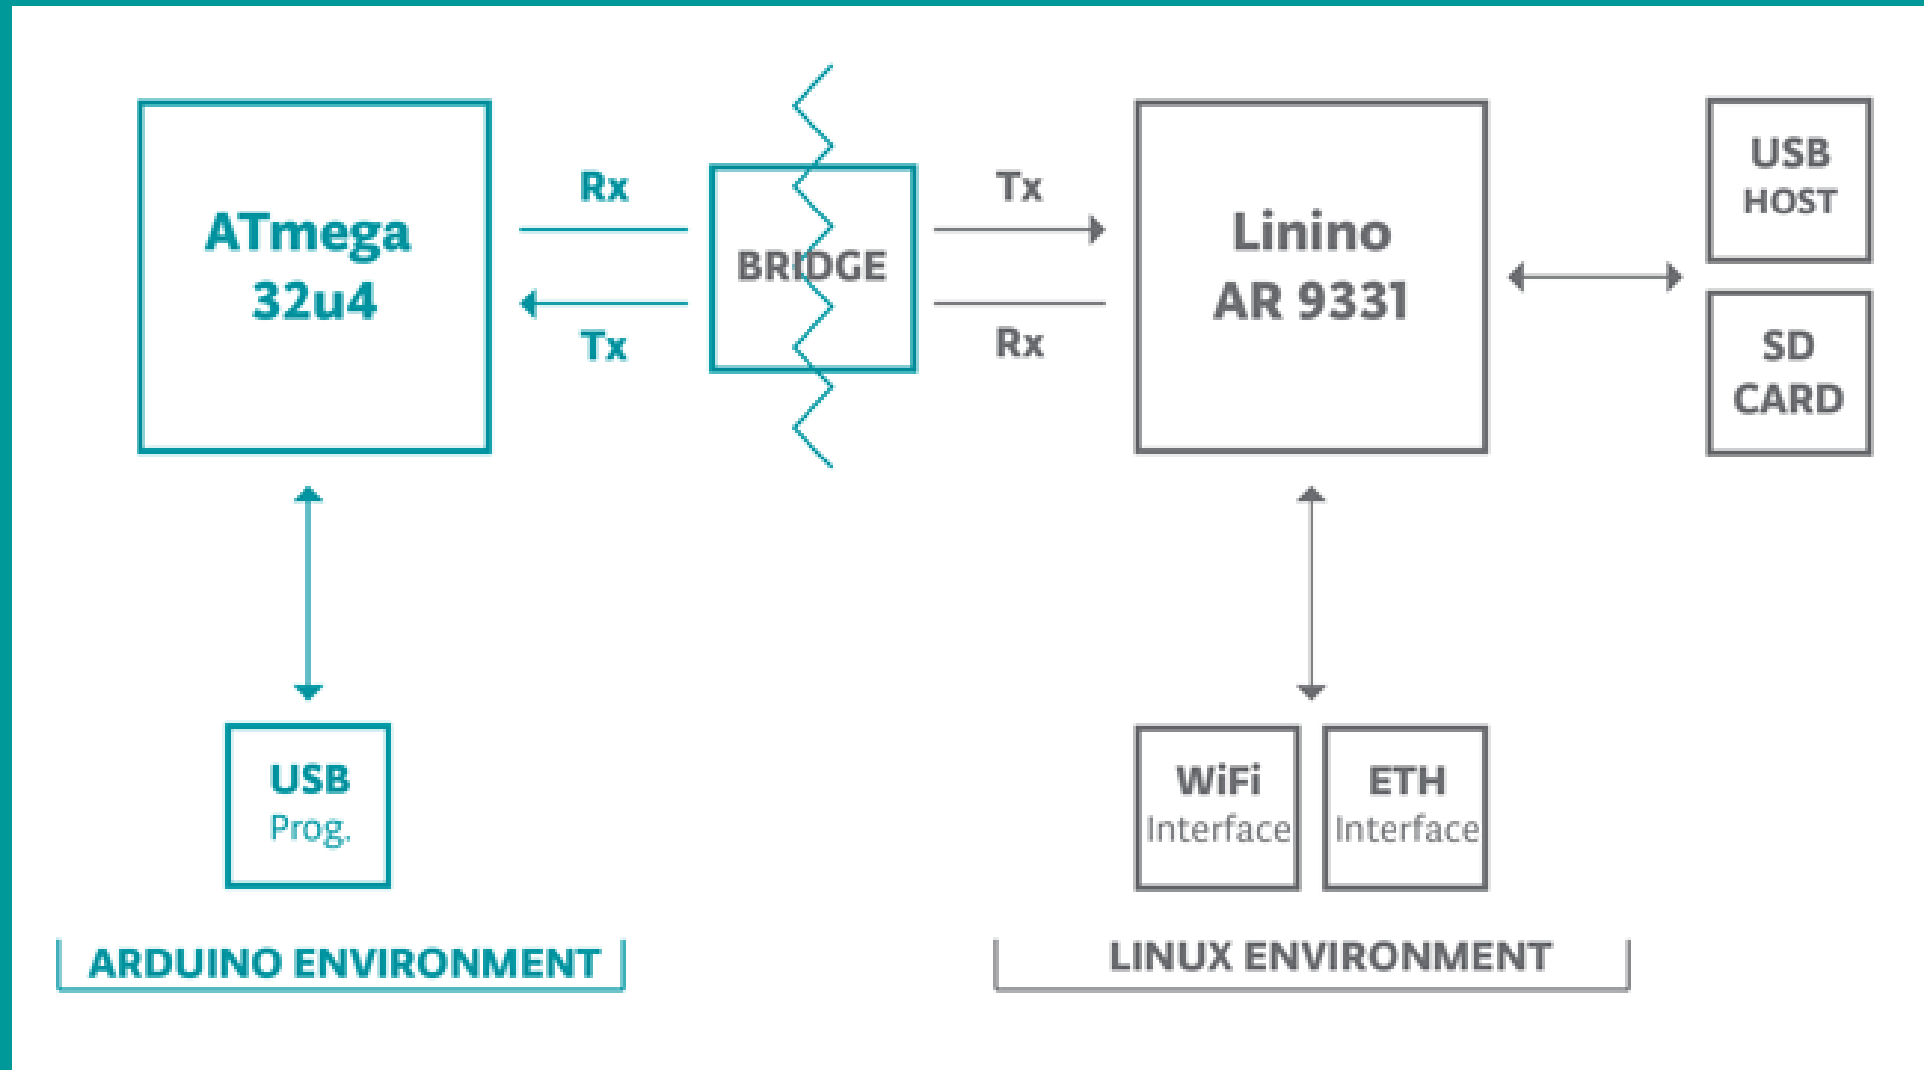 ATmega
32u4
Rx
Tx
BRIDGE
Tx
Rx
Linino
AR 9331
USB
HOST
SD
CARD
USB
Prog.
WiFi
Interface
ETH
Interface
ARDUINO ENVIRONMENT
LINUX ENVIRONMENT